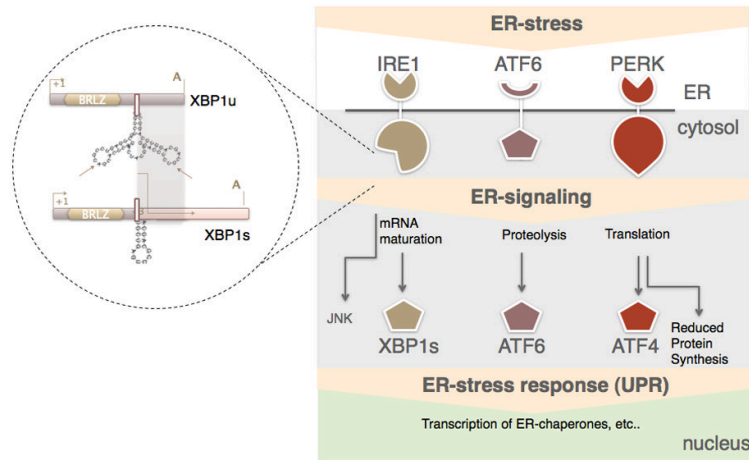 ER-stress
IRE1 ATF6 PERK
ER
cytosol
ER-signaling
mRNA
maturation
Proteolysis
Translation
JNK
XBP1s
ATF6
ATF4
Reduced
Protein
Synthesis
ER-stress response (UPR)
Transcription of ER-chaperones, etc..
nucleus
+1
A
BRLZ
XBP1u
+1
A
BRLZ
XBP1s